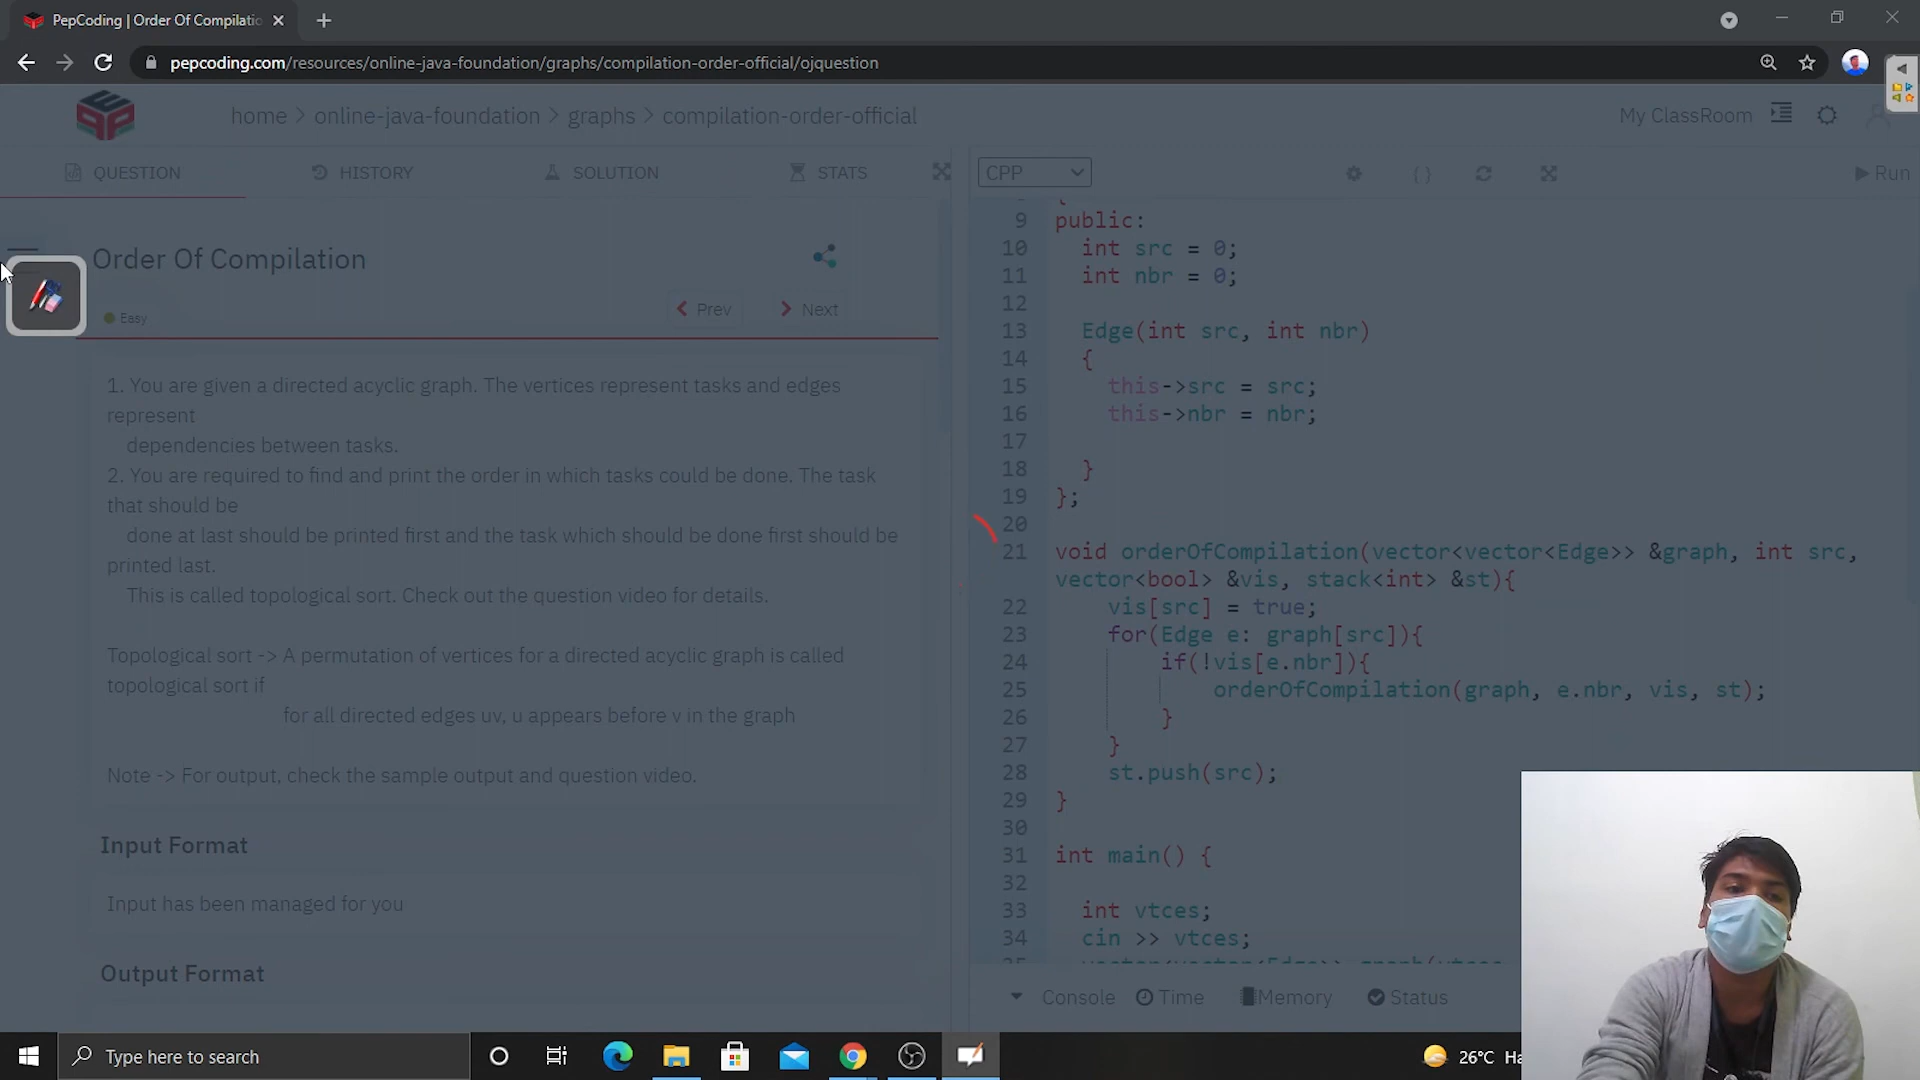 PepCoding | Order Of Compilatio
pepcoding.com/resources/online-java-foundation/graphs/compilation-order-official/ojquestion
home > online-java-foundation > graphs > compilation-order-official
My ClassRoom
QUESTION
HISTORY
SOLUTION
STATS
Order Of Compilation
Easy
Prev
Next
1. You are given a directed acyclic graph. The vertices represent tasks and edges
represent
dependencies between tasks.
2. You are required to find and print the order in which tasks could be done. The task
that should be
done at last should be printed first and the task which should be done first should be
printed last.
This is called topological sort. Check out the question video for details.
Topological sort -> A permutation of vertices for a directed acyclic graph is called
topological sort if
for all directed edges uv, u appears before v in the graph
Note -> For output, check the sample output and question video.
Input Format
Input has been managed for you
Output Format
CPP
{ }
Run
9 public:
10 int src = 0;
11 int nbr = 0;
12
13 Edge(int src, int nbr)
14 {
15 this->src = src;
16 this->nbr = nbr;
17
18 }
19 };
20
21 void orderOfCompilation(vector<vector<Edge>> &graph, int src,
vector<bool> &vis, stack<int> &st){
22 vis[src] = true;
23 for(Edge e: graph[src]){
24 if(!vis[e.nbr]){
25 orderOfCompilation(graph, e.nbr, vis, st);
26 }
27 }
28 st.push(src);
29 }
30
31 int main() {
32
33 int vtces;
34 cin >> vtces;
Console
Time
Memory
Status
Type here to search
26°C